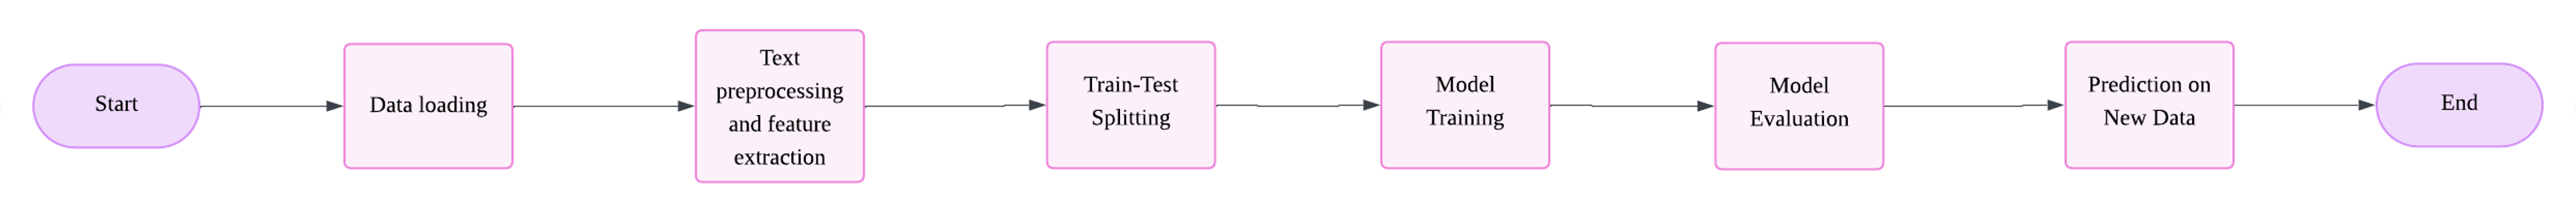 Start
Data loading
Text
preprocessing
and feature
extraction
Train-Test
Splitting
Model
Training
Model
Evaluation
Prediction on
New Data
End